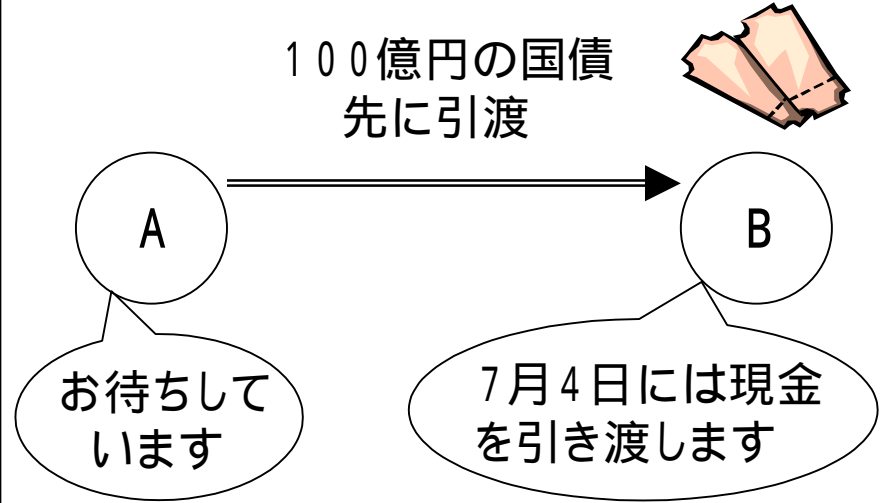 １００億円の国債
先に引渡
A
B
お待ちして
います
７月４日には現金
を引き渡します